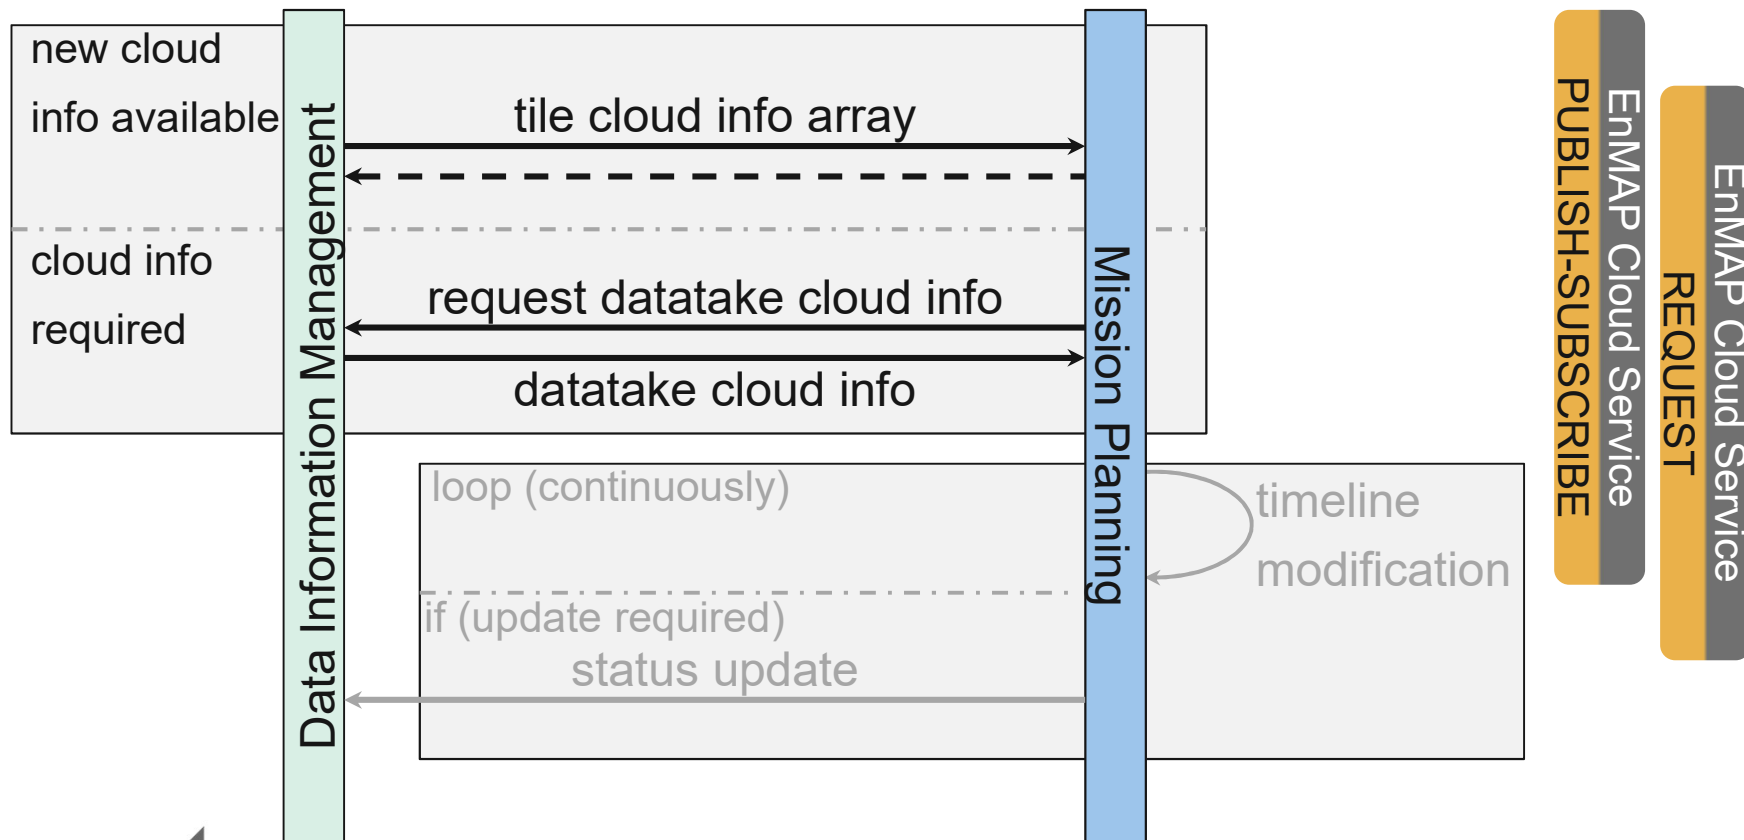 new cloud
info available
tile cloud info array
cloud info
required
request datatake cloud info
datatake cloud info
Data Information Management
Mission Planning
loop (continuously)
timeline
modification
if (update required)
status update
EnMAP Cloud Service
PUBLISH-SUBSCRIBE
EnMAP Cloud Service
REQUEST